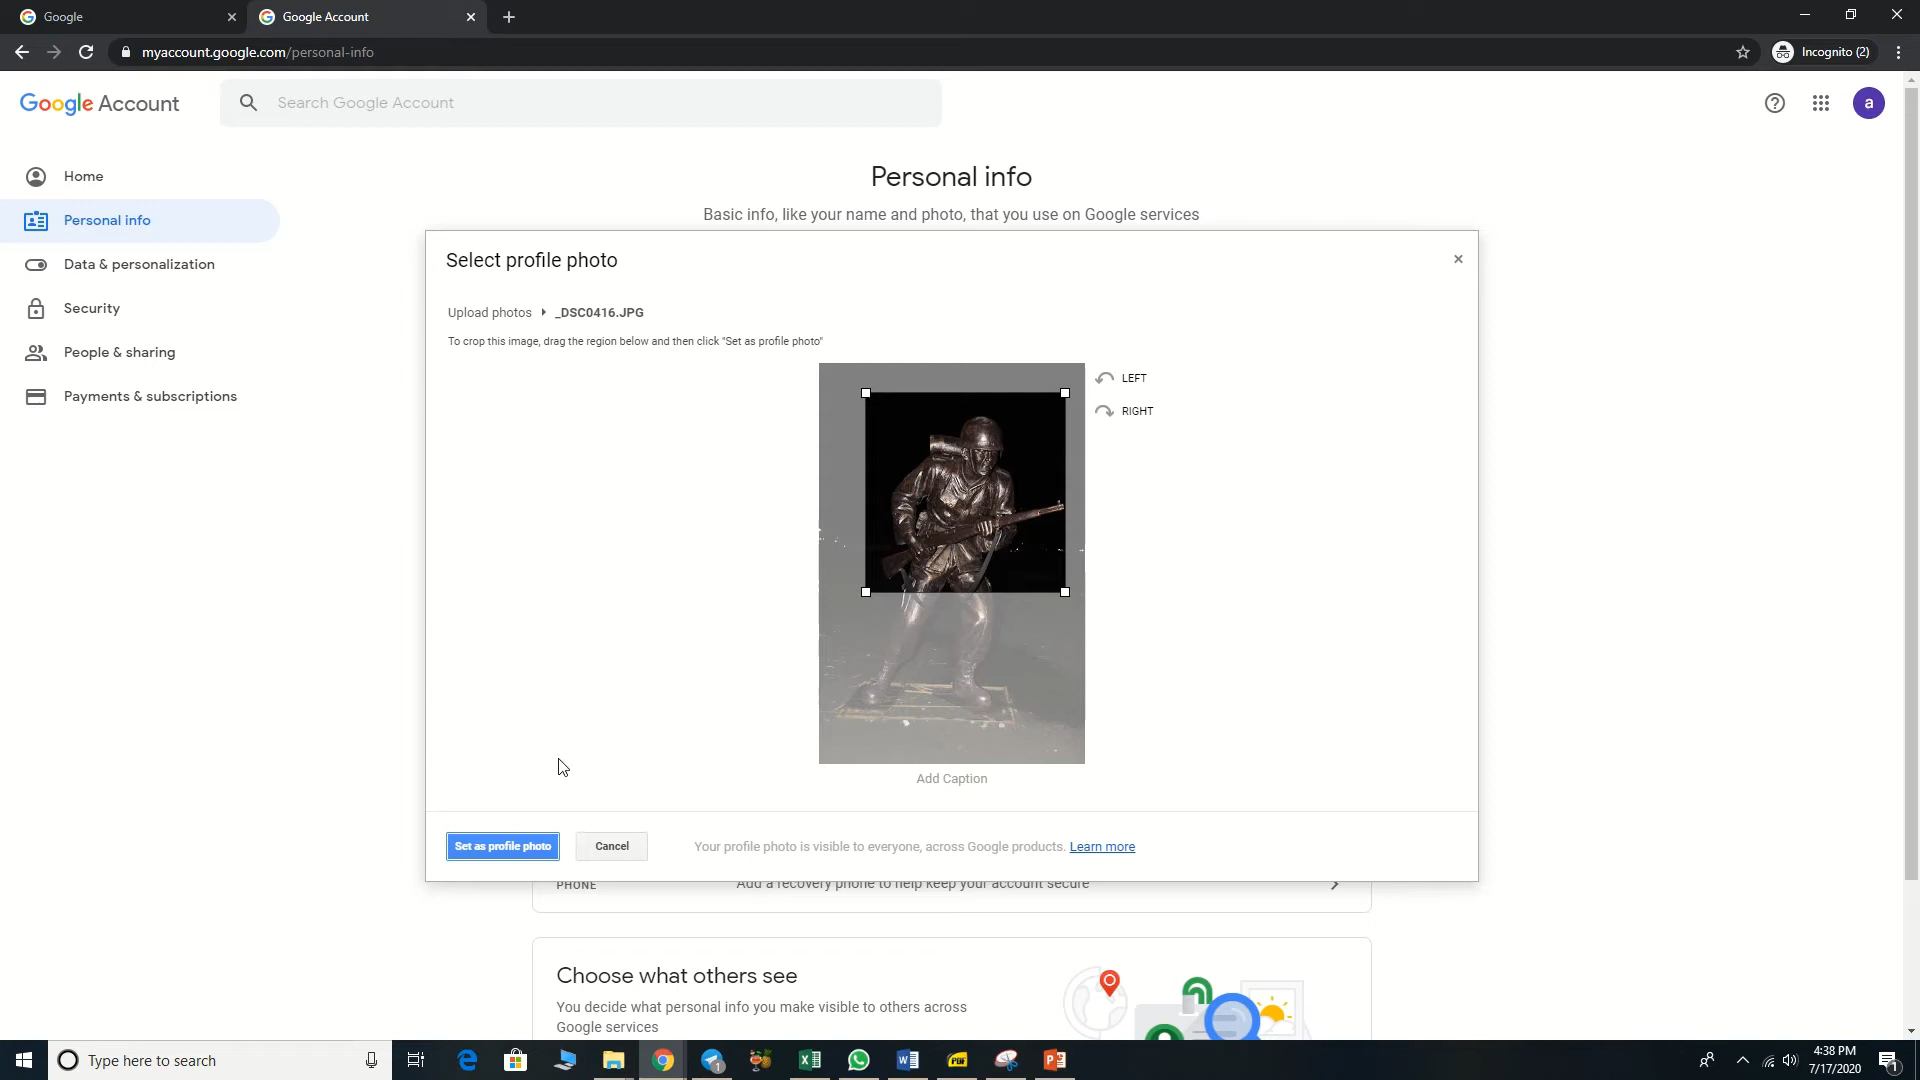 Google
Google Account
myaccount.google.com/personal-info
Incognito (2)
Google Account
Search Google Account
a
Home
Personal info
Data & personalization
Security
People & sharing
Payments & subscriptions
Personal info
Basic info, like your name and photo, that you use on Google services
Select profile photo
Upload photos
_DSC0416.JPG
To crop this image, drag the region below and then click "Set as profile photo"
LEFT
RIGHT
Add Caption
Set as profile photo
Cancel
Your profile photo is visible to everyone, across Google products. Learn more
PHONE
Add a recovery phone to help keep your account secure
Choose what others see
You decide what personal info you make visible to others across
Google services
Type here to search
1
PDF
4:38 PM
7/17/2020
1